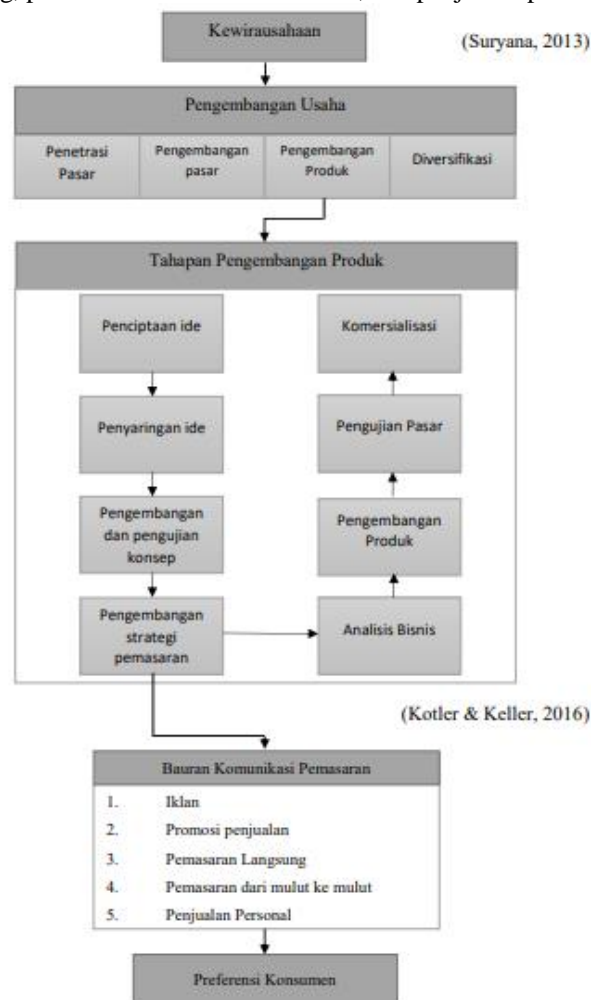 Kewirausahaan
(Suryana, 2013)
Pengembangan Usaha
Penetrasi
Pasar
Pengembangan
pasar
Pengembangan
Produk
Diversifikasi
Tahapan Pengembangan Produk
Penciptaan ide
Penyaringan ide
Pengembangan
dan pengujian
konsep
Pengembangan
strategi
pemasaran
Analisis Bisnis
Pengembangan
Produk
Pengujian Pasar
Komersialisasi
(Kotler & Keller, 2016)
Bauran Komunikasi Pemasaran
1. Iklan
2. Promosi penjualan
3. Pemasaran Langsung
4. Pemasaran dari mulut ke mulut
5. Penjualan Personal
Preferensi Konsumen